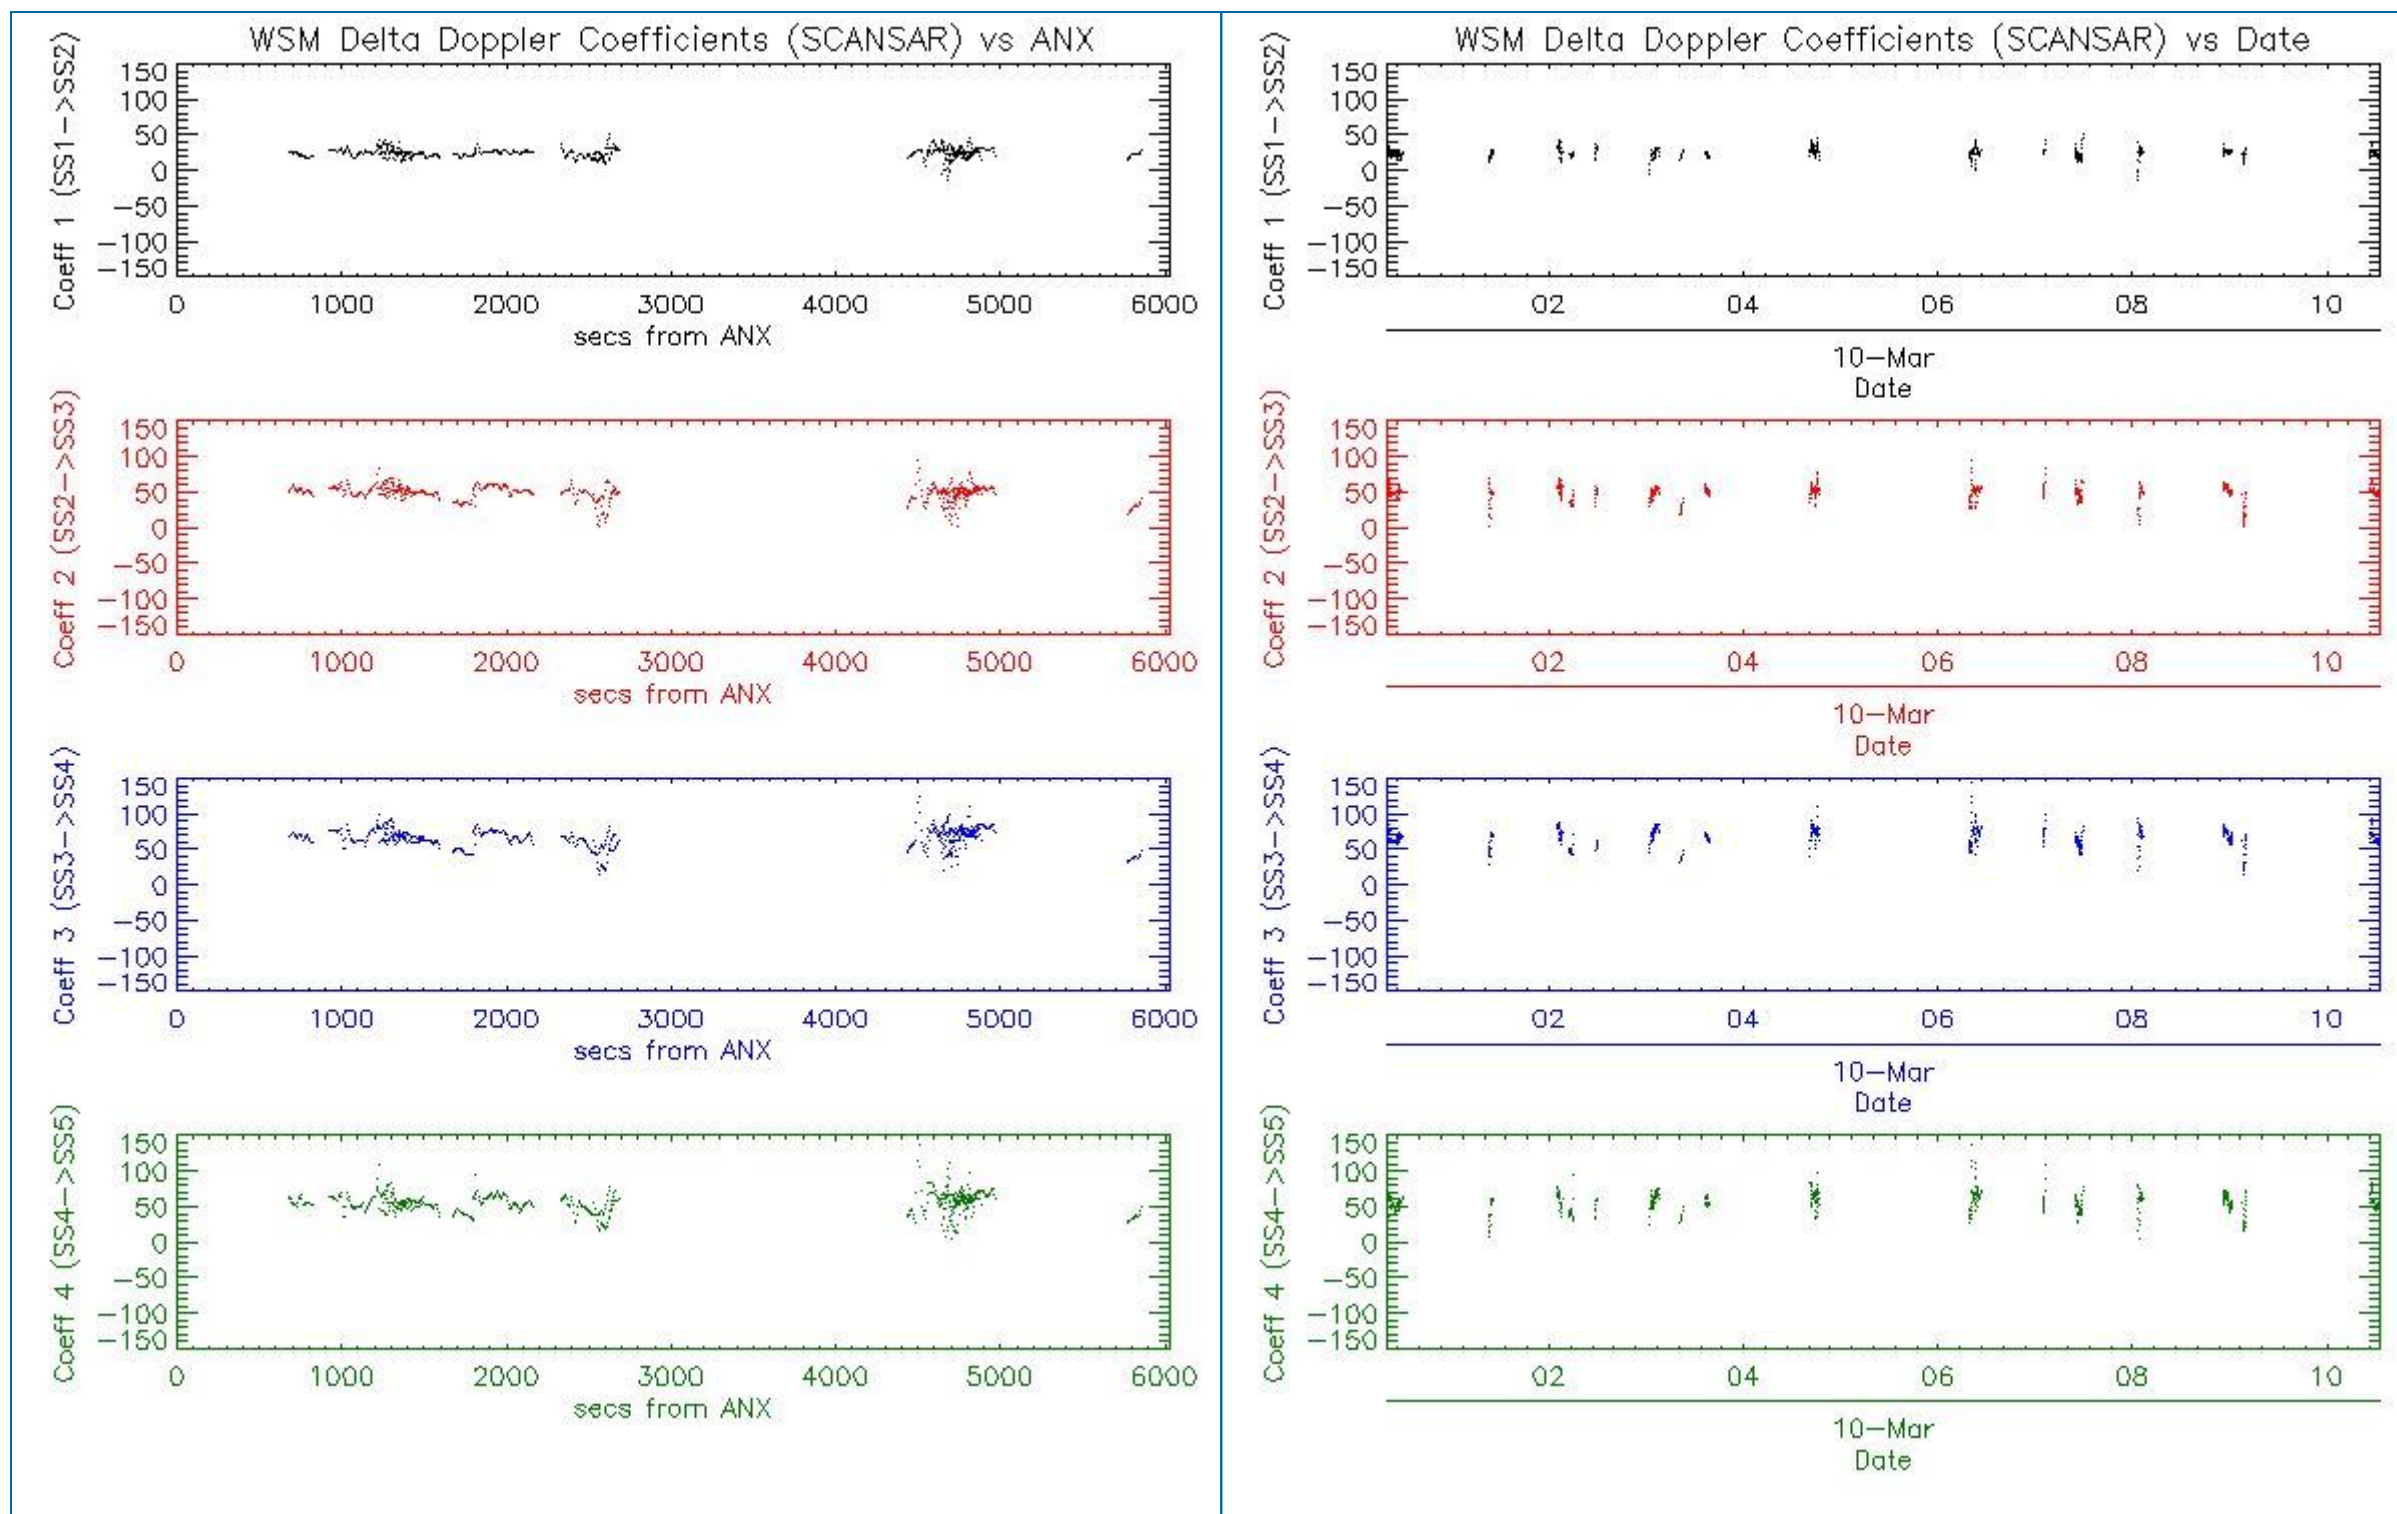 WSM Delta Doppler Coefficients (SCANSAR) vs ANX
Coeff 1 (SS1->SS2)
150
100
50
0
-50
-100
-150
0 1000 2000 3000 4000 5000 6000
secs from ANX
Coeff 2 (SS2->SS3)
150
100
50
0
-50
-100
-150
0 1000 2000 3000 4000 5000 6000
secs from ANX
Coeff 3 (SS3->SS4)
150
100
50
0
-50
-100
-150
0 1000 2000 3000 4000 5000 6000
secs from ANX
Coeff 4 (SS4->SS5)
150
100
50
0
-50
-100
-150
0 1000 2000 3000 4000 5000 6000
secs from ANX
WSM Delta Doppler Coefficients (SCANSAR) vs Date
Coeff 1 (SS1->SS2)
150
100
50
0
-50
-100
-150
02 04 06 08 10
10-Mar
Date
Coeff 2 (SS2->SS3)
150
100
50
0
-50
-100
-150
02 04 06 08 10
10-Mar
Date
Coeff 3 (SS3->SS4)
150
100
50
0
-50
-100
-150
02 04 06 08 10
10-Mar
Date
Coeff 4 (SS4->SS5)
150
100
50
0
-50
-100
-150
02 04 06 08 10
10-Mar
Date